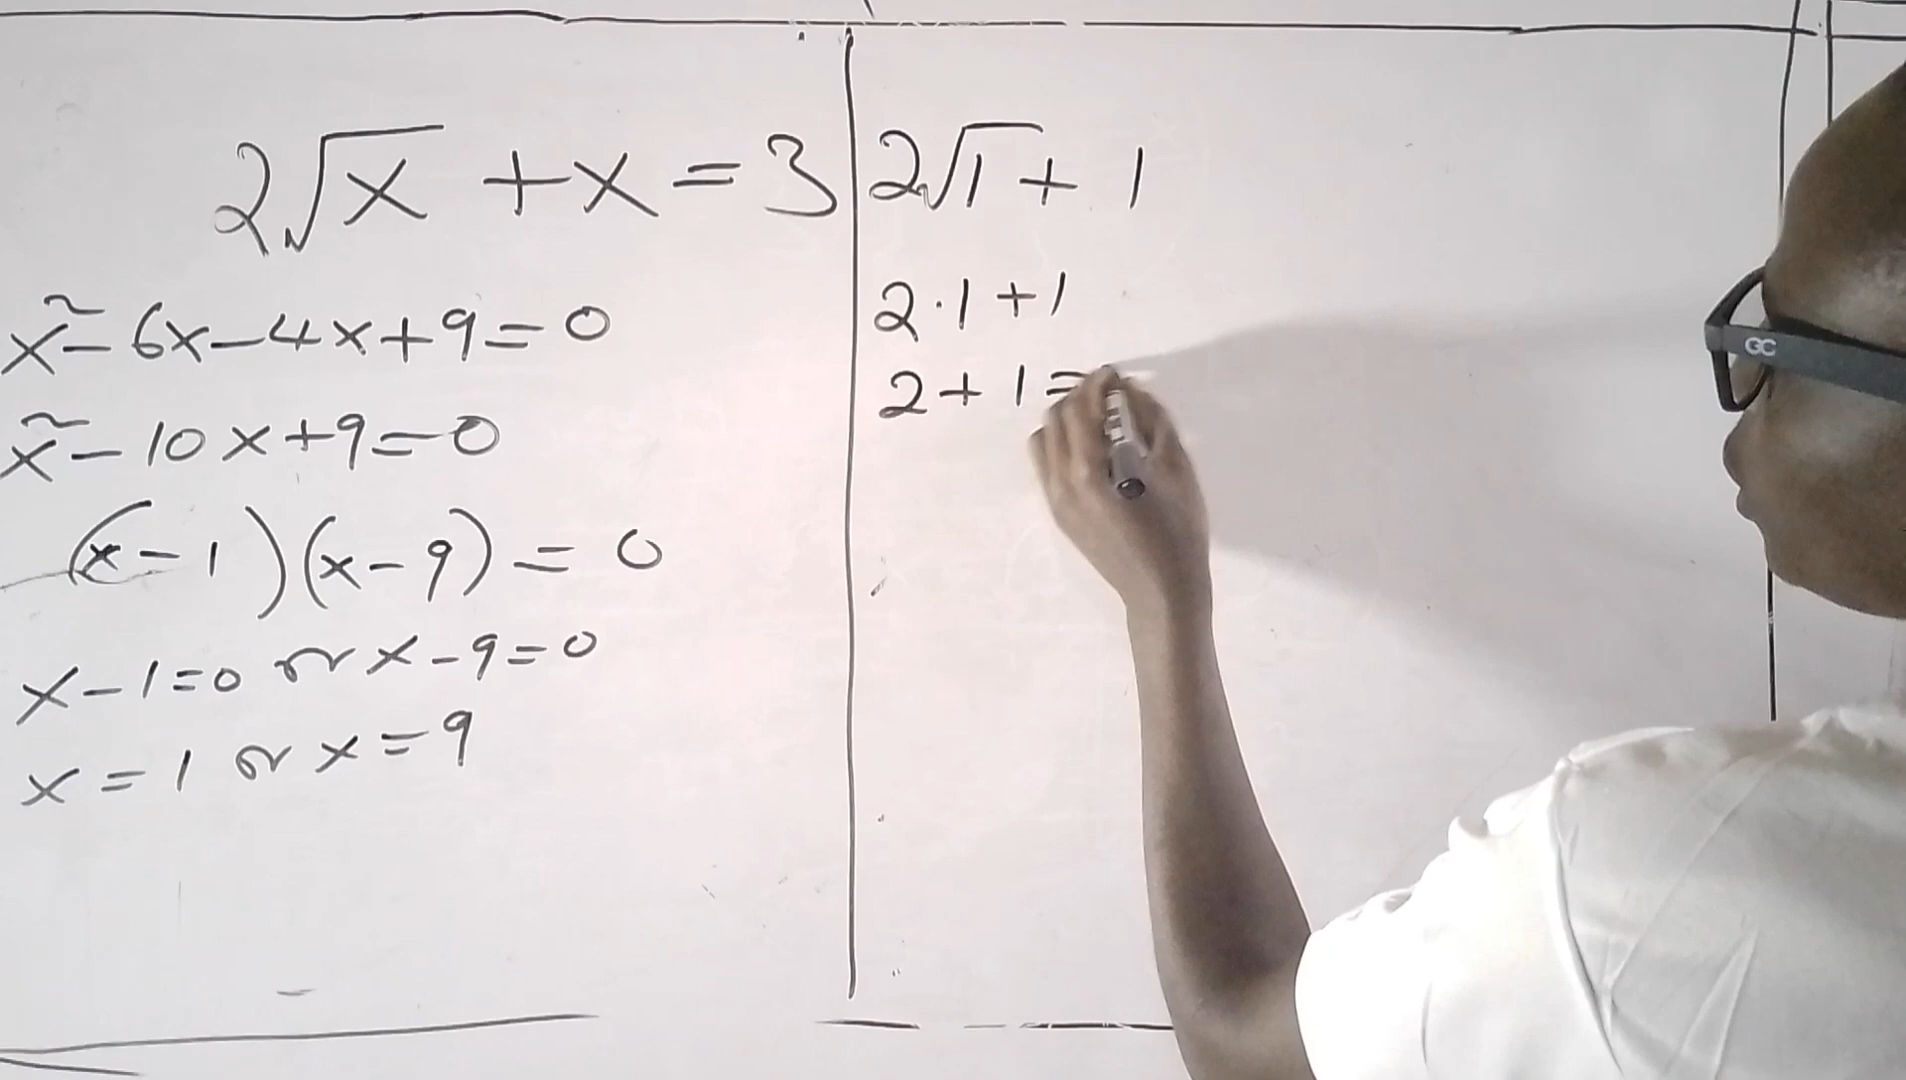 2√x + x = 3
x² - 6x - 4x + 9 = 0
x² - 10x + 9 = 0
(x - 1)(x - 9) = 0
x - 1 = 0 or x - 9 = 0
x = 1 or x = 9
2√1 + 1
2 · 1 + 1
2 + 1 =
GC